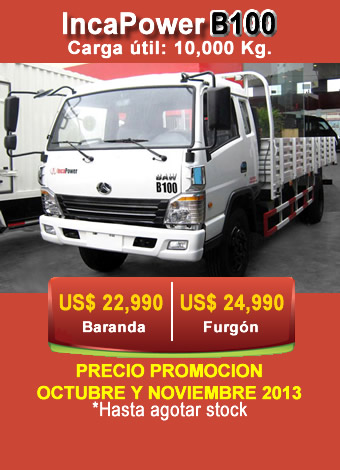 IncaPower B100
Carga útil: 10,000 Kg.
IncaPower
BAW
B100
US$ 22,990
Baranda
US$ 24,990
Furgón
PRECIO PROMOCION
OCTUBRE Y NOVIEMBRE 2013
*Hasta agotar stock